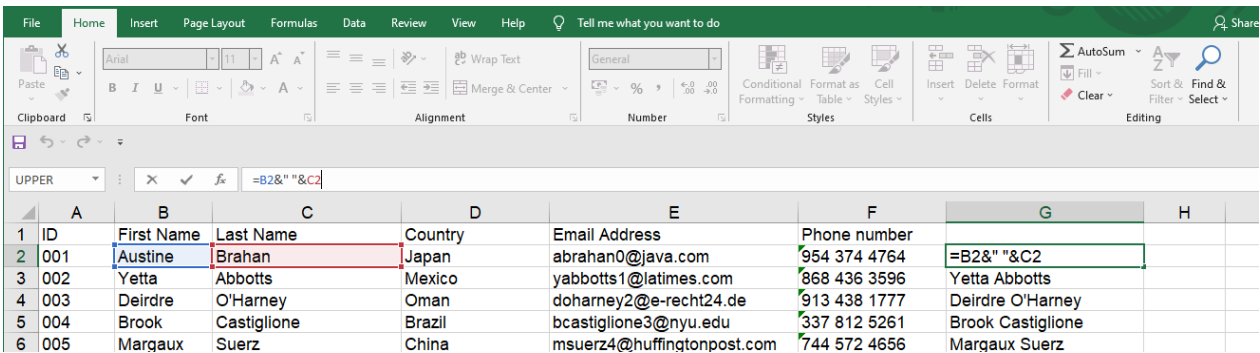 File Home Insert Page Layout Formulas Data Review View Help Tell me what you want to do Share
Arial 11 A A Wrap Text General AutoSum
Paste Fill Sort & Find &
B I U A Merge & Center % , .00 .00 Conditional Format as Cell Insert Delete Format Clear Filter Select
Formatting Table Styles
Clipboard Font Alignment Number Styles Cells Editing
UPPER fx =B2&" "&C2
A B C D E F G H
1 ID First Name Last Name Country Email Address Phone number
2 001 Austine Brahan Japan abrahan0@java.com 954 374 4764 =B2&" "&C2
3 002 Yetta Abbotts Mexico yabbotts1@latimes.com 868 436 3596 Yetta Abbotts
4 003 Deirdre O'Harney Oman doharney2@e-recht24.de 913 438 1777 Deirdre O'Harney
5 004 Brook Castiglione Brazil bcastiglione3@nyu.edu 337 812 5261 Brook Castiglione
6 005 Margaux Suerz China msuerz4@huffingtonpost.com 744 572 4656 Margaux Suerz